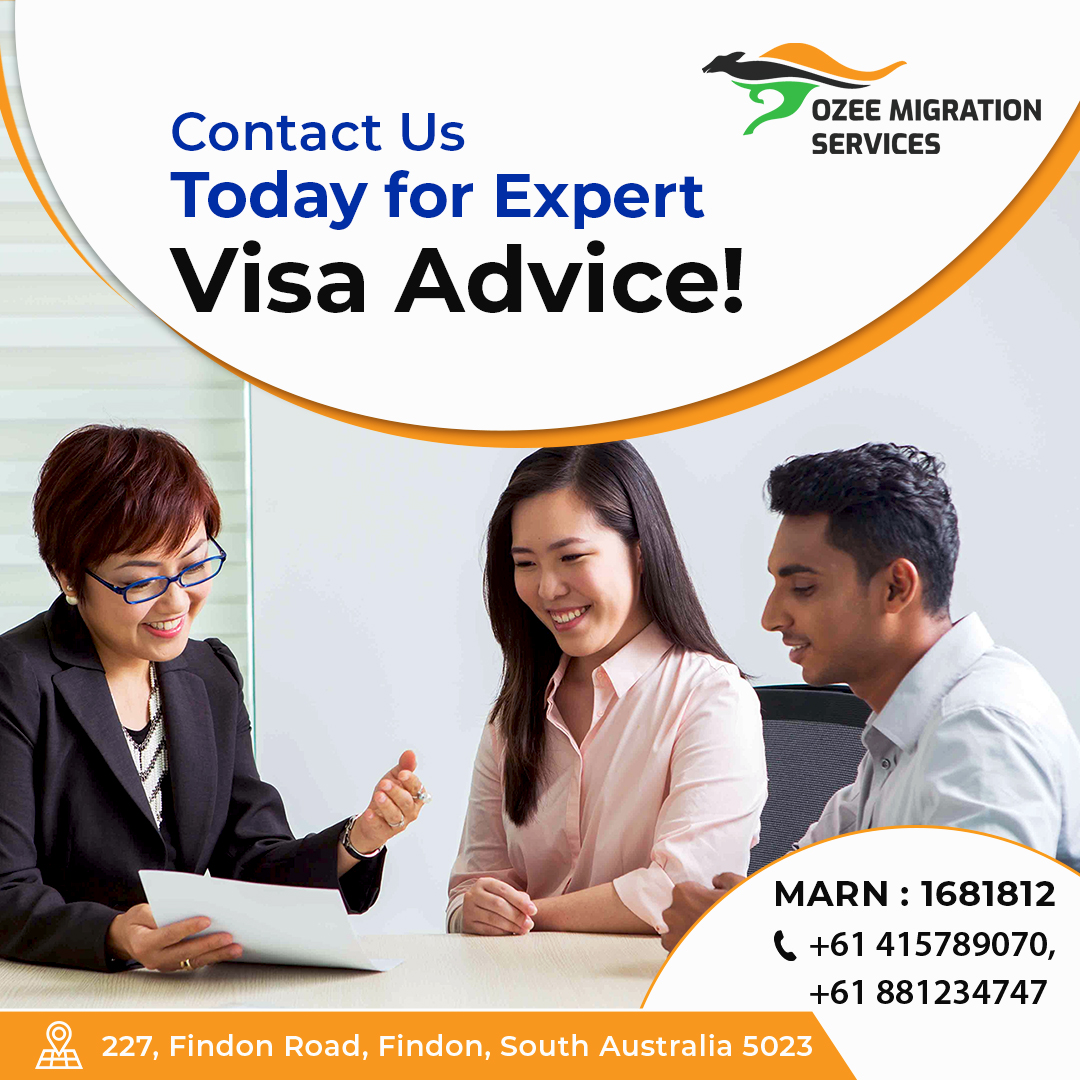 OZEE MIGRATION
SERVICES
Contact Us
Today for Expert
Visa Advice!
MARN : 1681812
+61 415789070,
+61 881234747
227, Findon Road, Findon, South Australia 5023